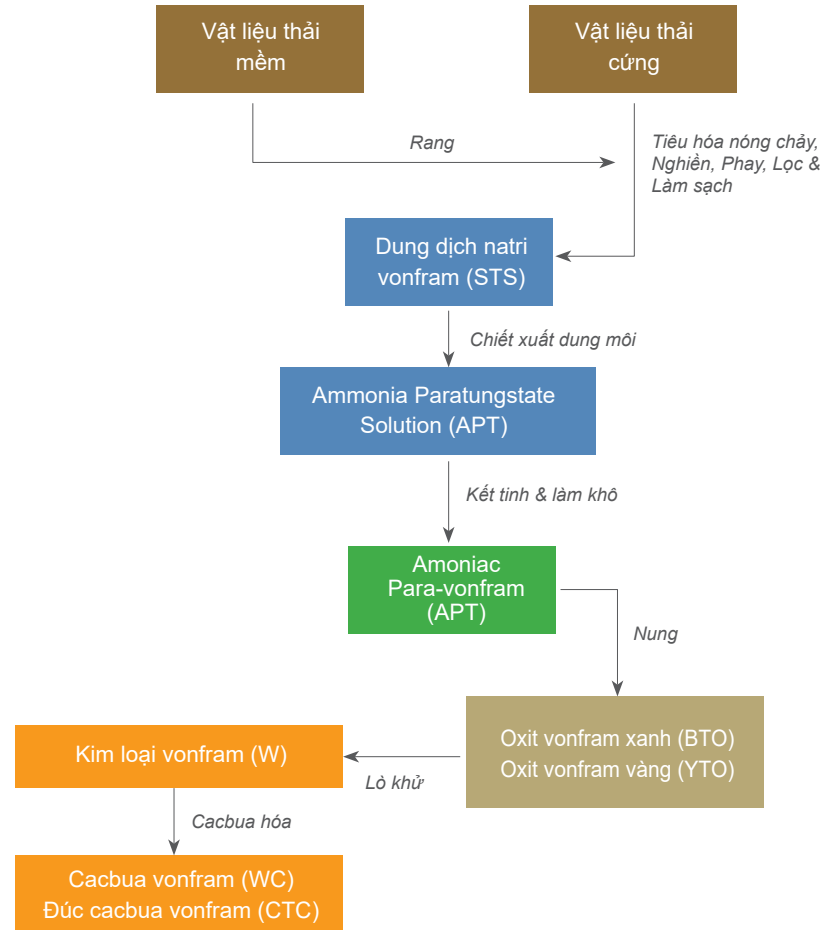 Vật liệu thải
mềm
Vật liệu thải
cứng
Rang
Tiêu hóa nóng chảy,
Nghiền, Phay, Lọc &
Làm sạch
Dung dịch natri
vonfram (STS)
Chiết xuất dung môi
Ammonia Paratungstate
Solution (APT)
Kết tinh & làm khô
Amoniac
Para-vonfram
(APT)
Nung
Oxit vonfram xanh (BTO)
Oxit vonfram vàng (YTO)
Lò khử
Kim loại vonfram (W)
Cacbua hóa
Cacbua vonfram (WC)
Đúc cacbua vonfram (CTC)